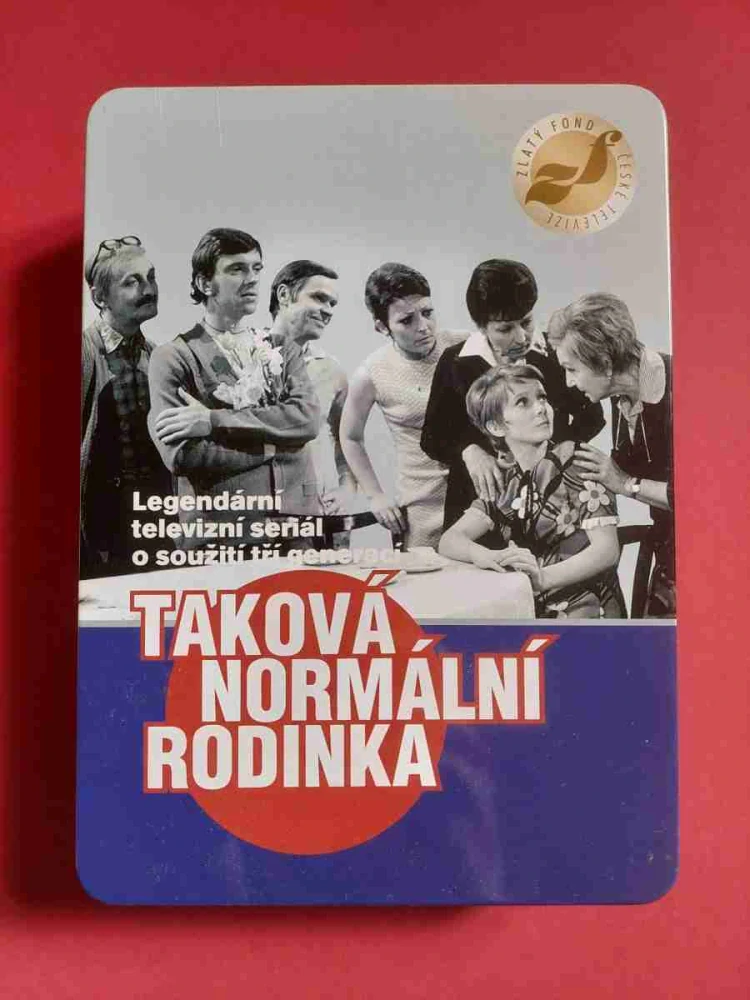 ZLATÝ FOND ČESKÉ TELEVIZE
Legendární
televizní seriál
o soužití tří generací
TAKOVÁ
NORMÁLNÍ
RODINKA